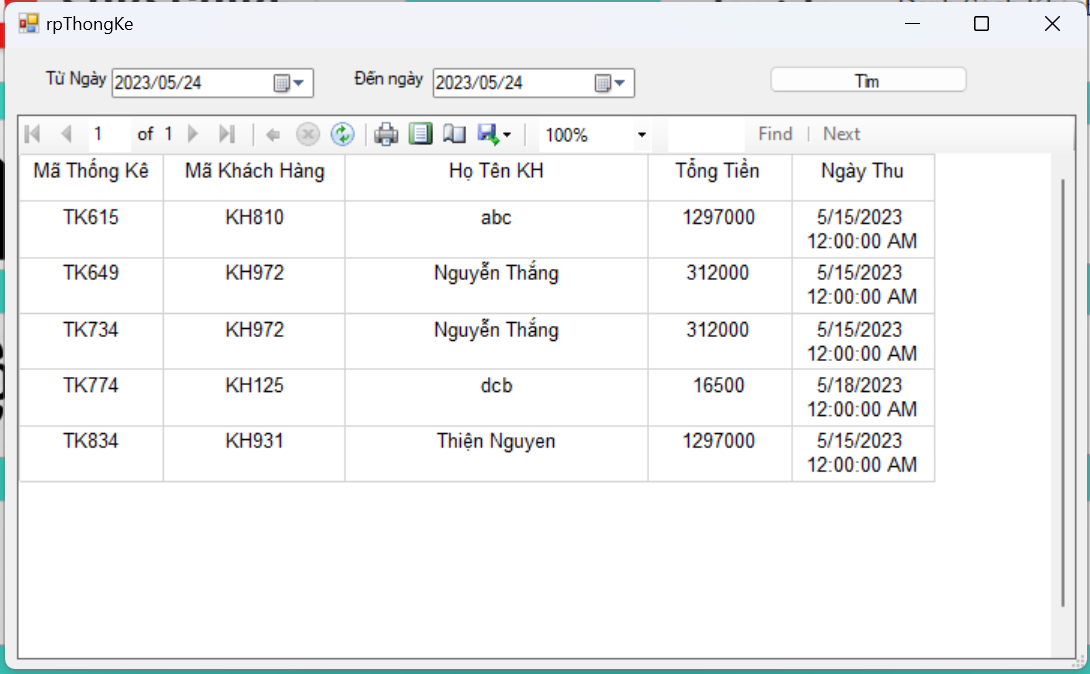 rpThongKe
Từ Ngày 2023/05/24 Đến ngày 2023/05/24 Tìm
1 of 1 100% Find | Next
Mã Thống Kê Mã Khách Hàng Họ Tên KH Tổng Tiền Ngày Thu
TK615 KH810 abc 1297000 5/15/2023
12:00:00 AM
TK649 KH972 Nguyễn Thắng 312000 5/15/2023
12:00:00 AM
TK734 KH972 Nguyễn Thắng 312000 5/15/2023
12:00:00 AM
TK774 KH125 dcb 16500 5/18/2023
12:00:00 AM
TK834 KH931 Thiện Nguyen 1297000 5/15/2023
12:00:00 AM